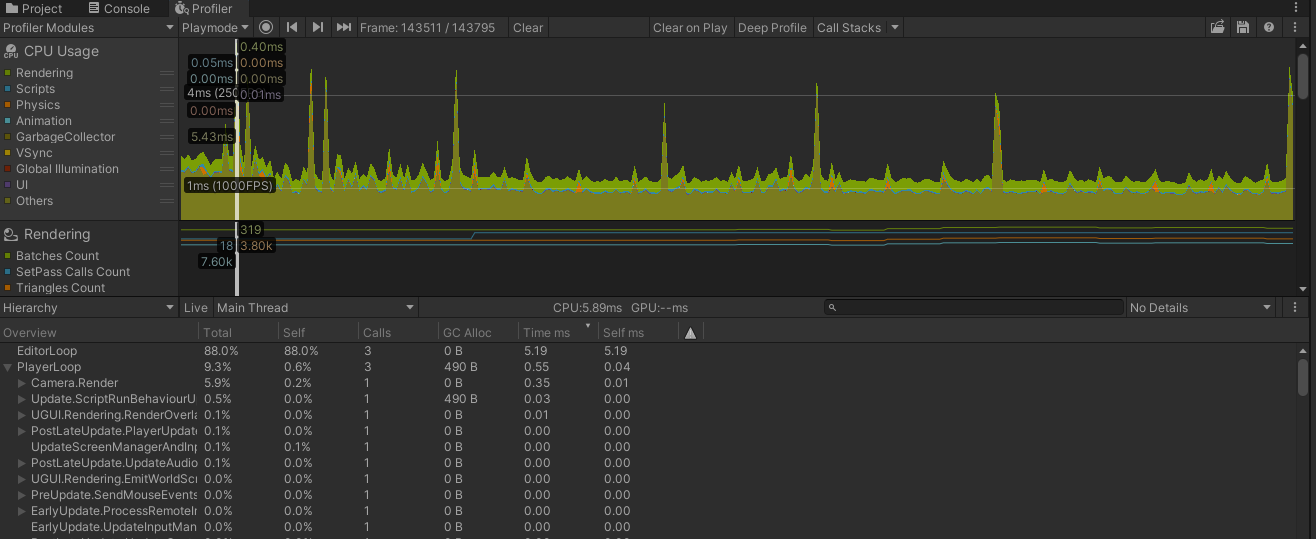 Project Console Profiler
Profiler Modules Playmode Frame: 143511 / 143795 Clear Clear on Play Deep Profile Call Stacks
CPU Usage
Rendering
Scripts
Physics
Animation
GarbageCollector
VSync
Global Illumination
UI
Others
0.40ms
0.05ms 0.00ms
0.00ms 0.00ms
4ms (250 0.01ms
0.00ms
5.43ms
1ms (1000FPS)
Rendering
Batches Count
SetPass Calls Count
Triangles Count
319
18 3.80k
7.60k
Hierarchy Live Main Thread CPU:5.89ms GPU:--ms No Details
Overview Total Self Calls GC Alloc Time ms Self ms
EditorLoop 88.0% 88.0% 3 0 B 5.19 5.19
PlayerLoop 9.3% 0.6% 3 490 B 0.55 0.04
Camera.Render 5.9% 0.2% 1 0 B 0.35 0.01
Update.ScriptRunBehaviourU 0.5% 0.0% 1 490 B 0.03 0.00
UGUI.Rendering.RenderOverla 0.1% 0.0% 1 0 B 0.01 0.00
PostLateUpdate.PlayerUpdate 0.1% 0.0% 1 0 B 0.00 0.00
UpdateScreenManagerAndInp 0.1% 0.1% 1 0 B 0.00 0.00
PostLateUpdate.UpdateAudio 0.1% 0.0% 1 0 B 0.00 0.00
UGUI.Rendering.EmitWorldScr 0.0% 0.0% 1 0 B 0.00 0.00
PreUpdate.SendMouseEvents 0.0% 0.0% 1 0 B 0.00 0.00
EarlyUpdate.ProcessRemoteIn 0.0% 0.0% 1 0 B 0.00 0.00
EarlyUpdate.UpdateInputMan 0.0% 0.0% 1 0 B 0.00 0.00